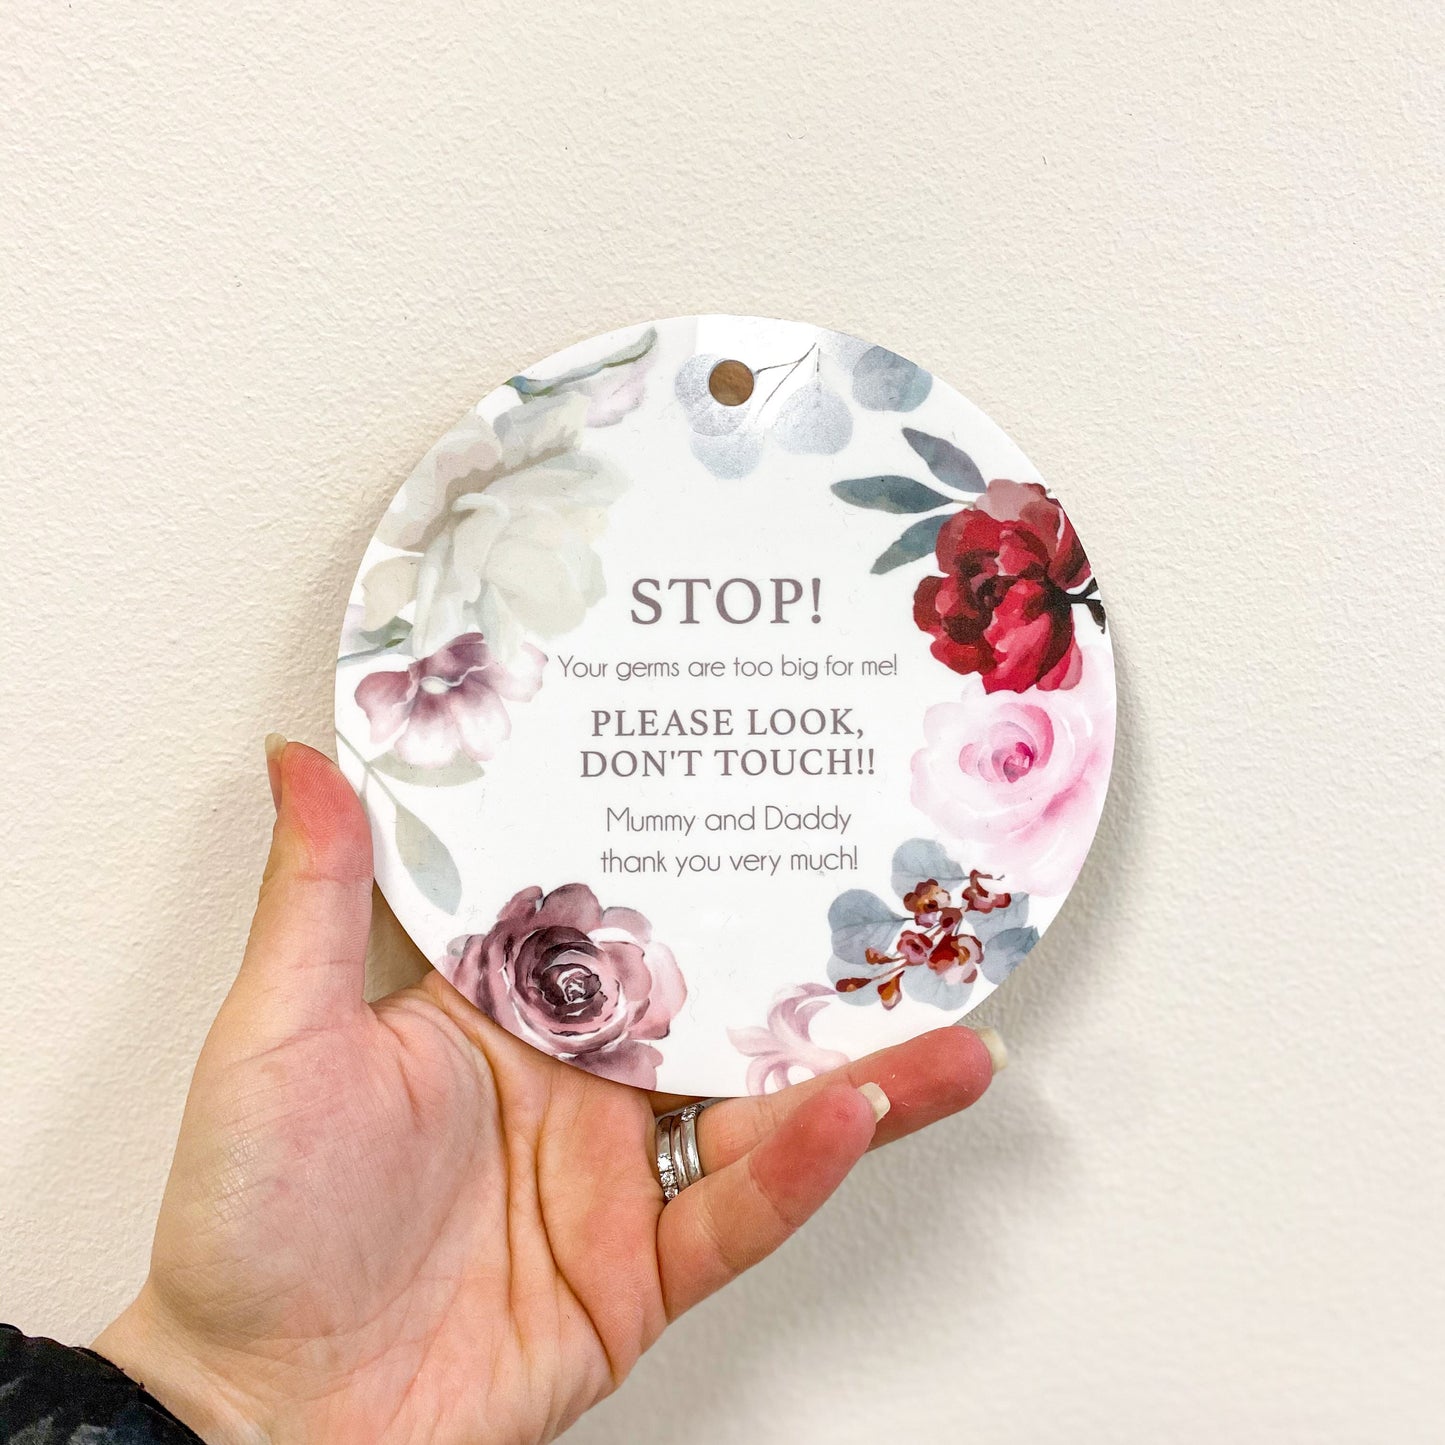 STOP!
Your germs are too big for me!
PLEASE LOOK,
DON'T TOUCH!!
Mummy and Daddy
thank you very much!